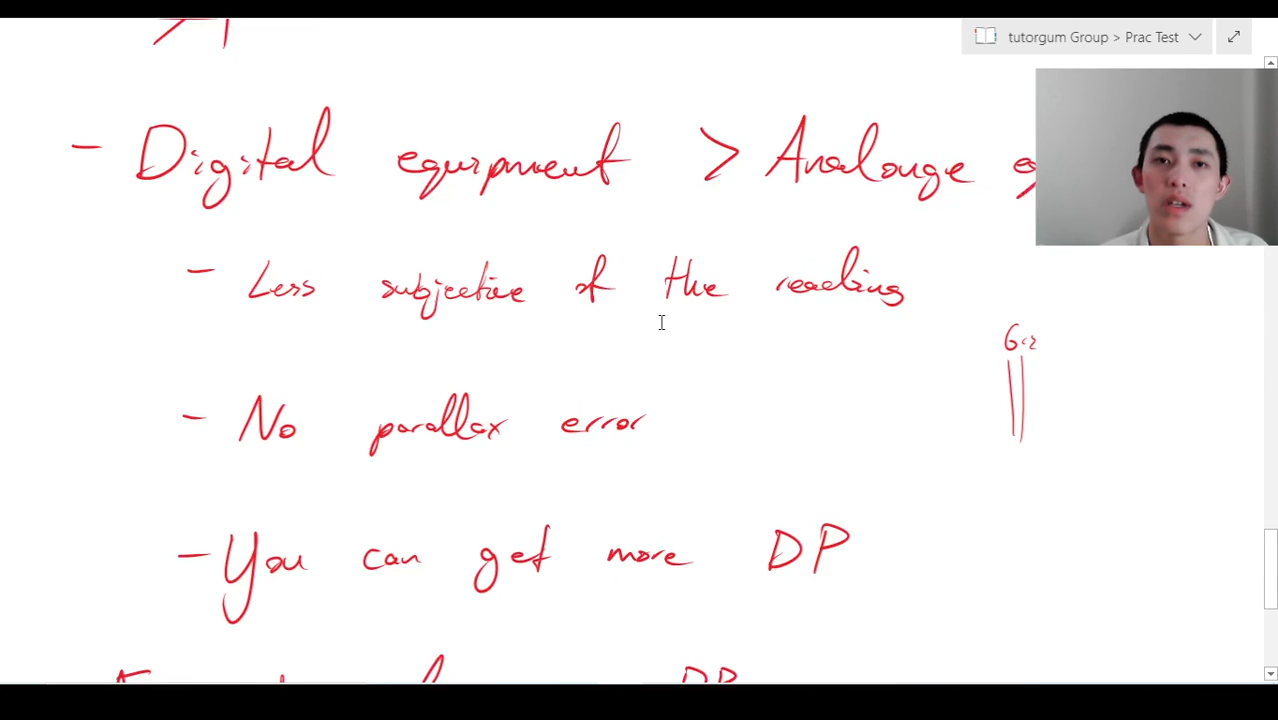 tutorgum Group > Prac Test
- Digital equipment > Analouge
- Less subjective of the reading
- No parallax error
- You can get more DP
DP